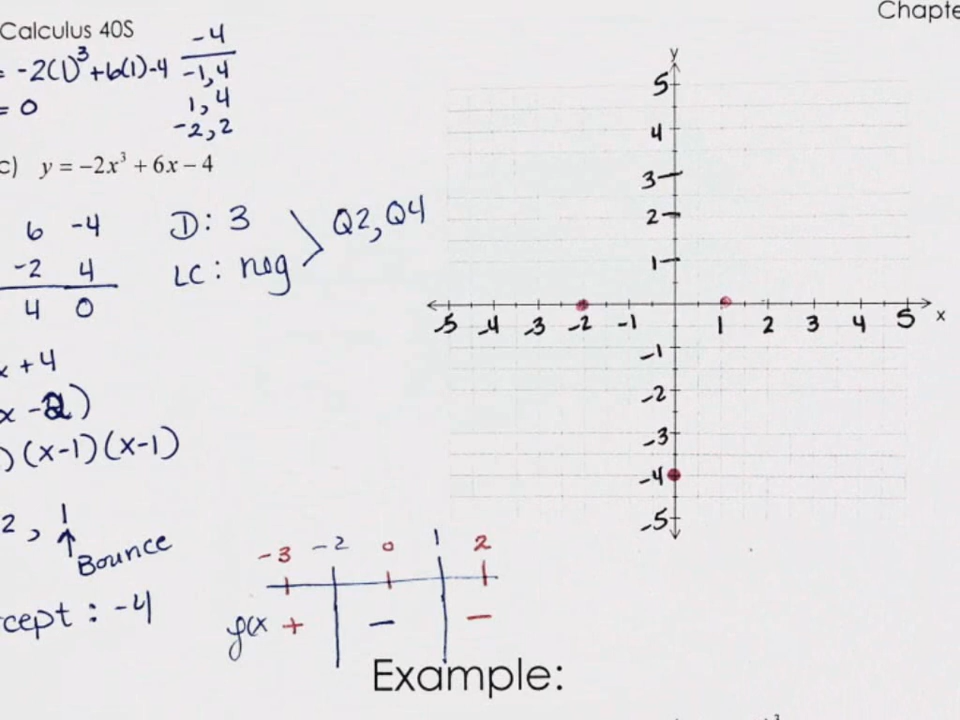 Calculus 40S
Chapte
= -2(1)³+6(1)-4
= 0
-4
-1,4
1,4
-2,2
c) y = −2x³ + 6x − 4
6 -4
-2 4
4 0
D: 3
LC: neg
Q2, Q4
x +4
x -2)
)(x-1)(x-1)
2, 1
Bounce
cept: -4
-3 -2 0 1 2
f(x + − −
y
5
4
3
2
1
-5 -4 -3 -2 -1 1 2 3 4 5 x
-1
-2
-3
-4
-5
Example: